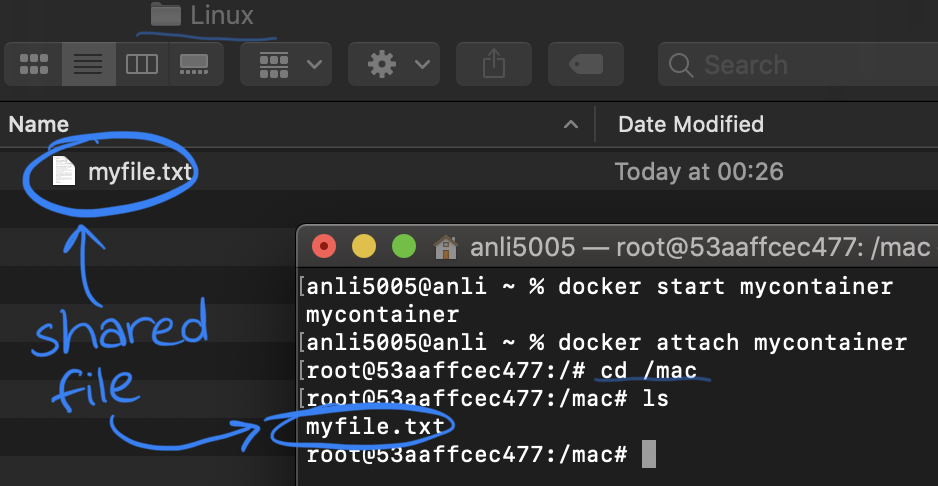 Linux
Search
Name
Date Modified
myfile.txt
Today at 00:26
shared
file
anli5005 — root@53aaffcec477: /mac
anli5005@anli ~ % docker start mycontainer
mycontainer
anli5005@anli ~ % docker attach mycontainer
root@53aaffcec477:/# cd /mac
root@53aaffcec477:/mac# ls
myfile.txt
root@53aaffcec477:/mac#